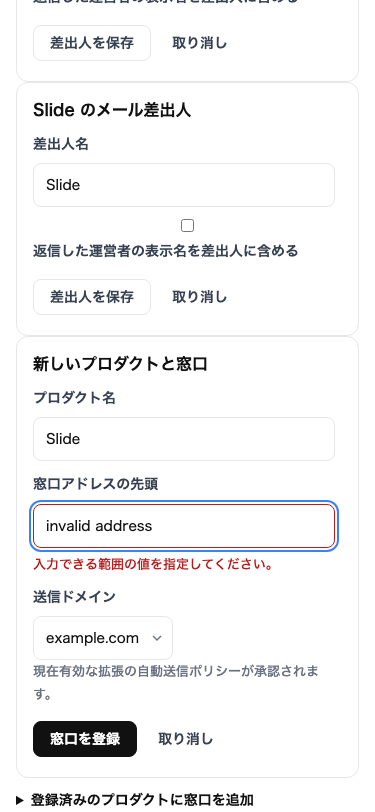 差出人を保存 取り消し
Slide のメール差出人
差出人名
Slide
返信した運営者の表示名を差出人に含める
差出人を保存 取り消し
新しいプロダクトと窓口
プロダクト名
Slide
窓口アドレスの先頭
invalid address
入力できる範囲の値を指定してください。
送信ドメイン
example.com
現在有効な拡張の自動送信ポリシーが承認されま
す。
窓口を登録 取り消し
登録済みのプロダクトに窓口を追加